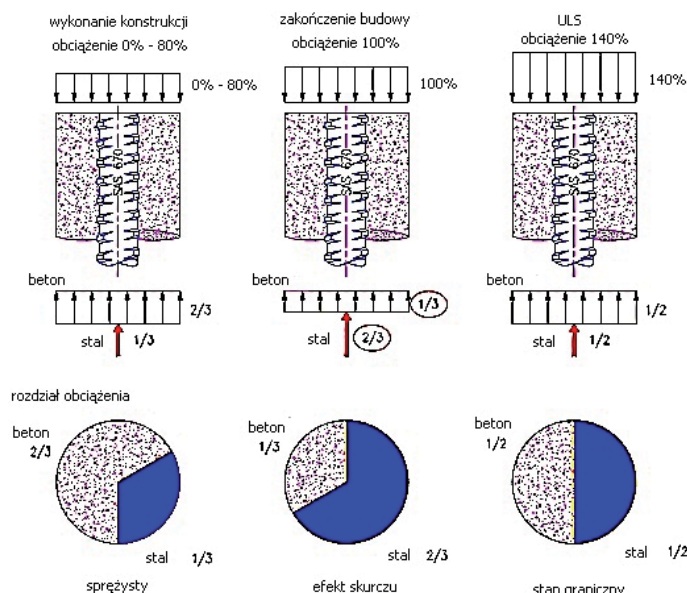 wykonanie konstrukcji
obciążenie 0% - 80%
0% - 80%
SAS 670
beton
2/3
stal 1/3
zakończenie budowy
obciążenie 100%
100%
SAS 670
beton
1/3
stal 2/3
ULS
obciążenie 140%
140%
SAS 670
beton
1/2
stal 1/2
rozdział obciążenia
beton
2/3
stal 1/3
sprężysty
beton
1/3
stal 2/3
efekt skurczu
beton
1/2
stal 1/2
stan graniczny